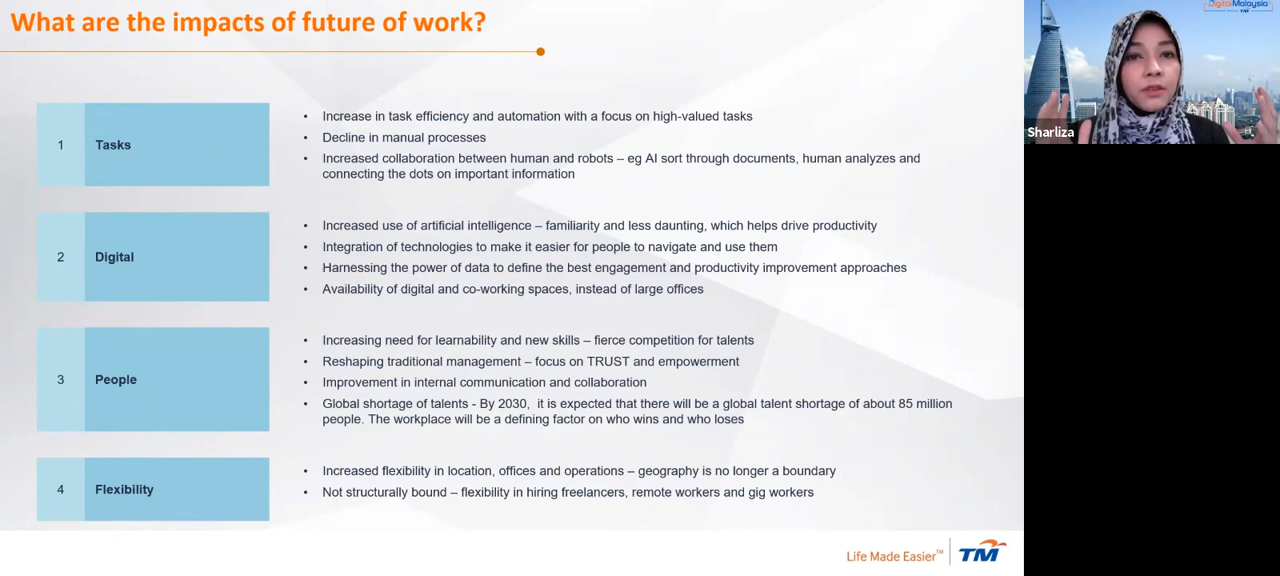 What are the impacts of future of work?
1 Tasks
• Increase in task efficiency and automation with a focus on high-valued tasks
• Decline in manual processes
• Increased collaboration between human and robots – eg AI sort through documents, human analyzes and
connecting the dots on important information
2 Digital
• Increased use of artificial intelligence – familiarity and less daunting, which helps drive productivity
• Integration of technologies to make it easier for people to navigate and use them
• Harnessing the power of data to define the best engagement and productivity improvement approaches
• Availability of digital and co-working spaces, instead of large offices
3 People
• Increasing need for learnability and new skills – fierce competition for talents
• Reshaping traditional management – focus on TRUST and empowerment
• Improvement in internal communication and collaboration
• Global shortage of talents - By 2030, it is expected that there will be a global talent shortage of about 85 million
people. The workplace will be a defining factor on who wins and who loses
4 Flexibility
• Increased flexibility in location, offices and operations – geography is no longer a boundary
• Not structurally bound – flexibility in hiring freelancers, remote workers and gig workers
Life Made Easier™
TM
DigitalMalaysia
TM
Sharliza